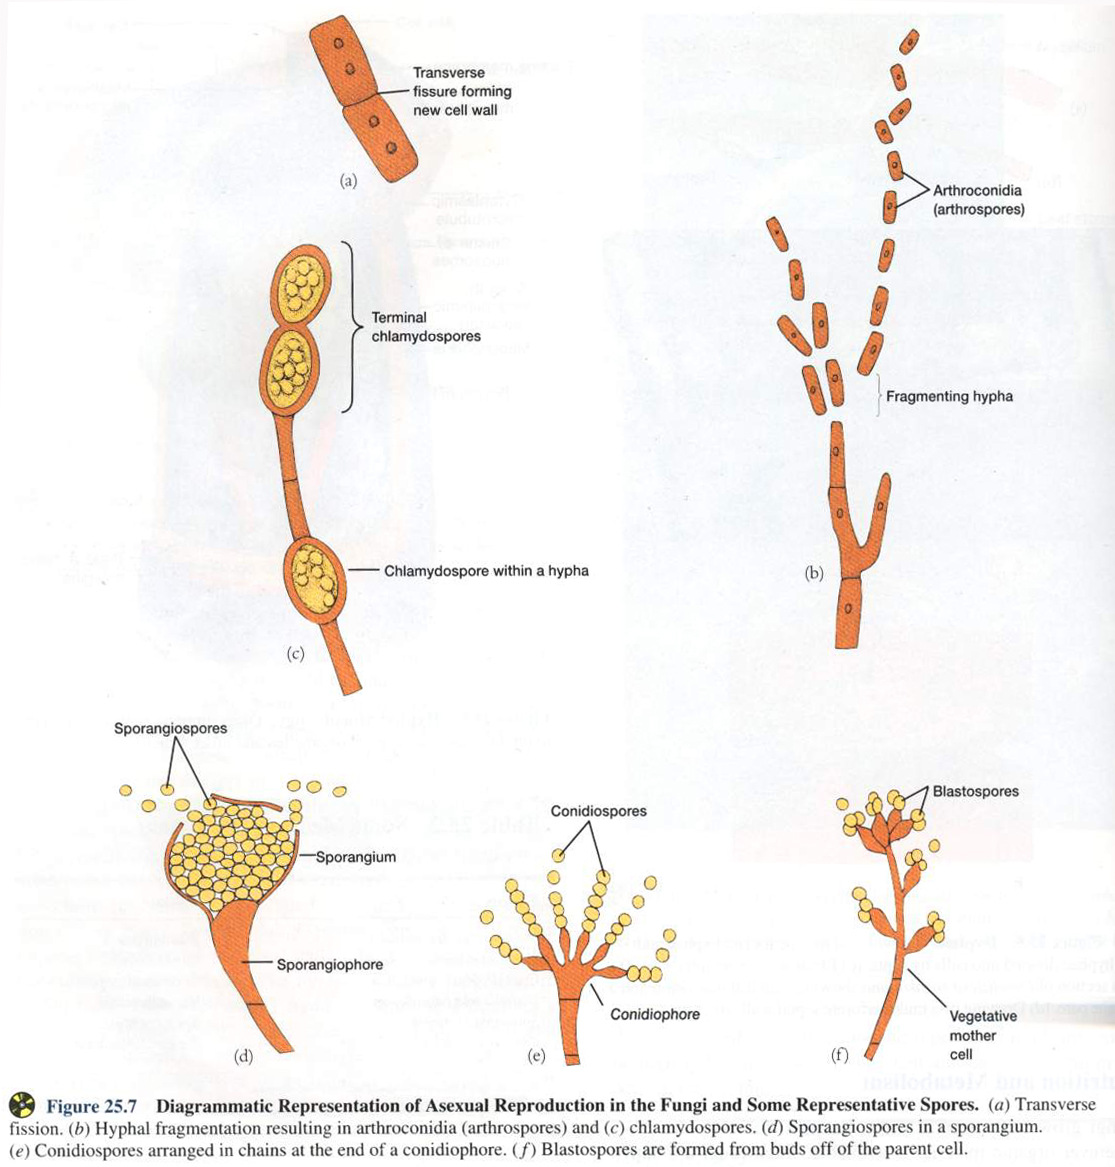 Transverse
fissure forming
new cell wall
(a)
Arthroconidia
(arthrospores)
Terminal
chlamydospores
Fragmenting hypha
Chlamydospore within a hypha
(b)
(c)
Sporangiospores
Sporangium
Sporangiophore
(d)
Conidiospores
Conidiophore
(e)
Blastospores
Vegetative
mother
cell
(f)
Figure 25.7 Diagrammatic Representation of Asexual Reproduction in the Fungi and Some Representative Spores. (a) Transverse
fission. (b) Hyphal fragmentation resulting in arthroconidia (arthrospores) and (c) chlamydospores. (d) Sporangiospores in a sporangium.
(e) Conidiospores arranged in chains at the end of a conidiophore. (f) Blastospores are formed from buds off of the parent cell.